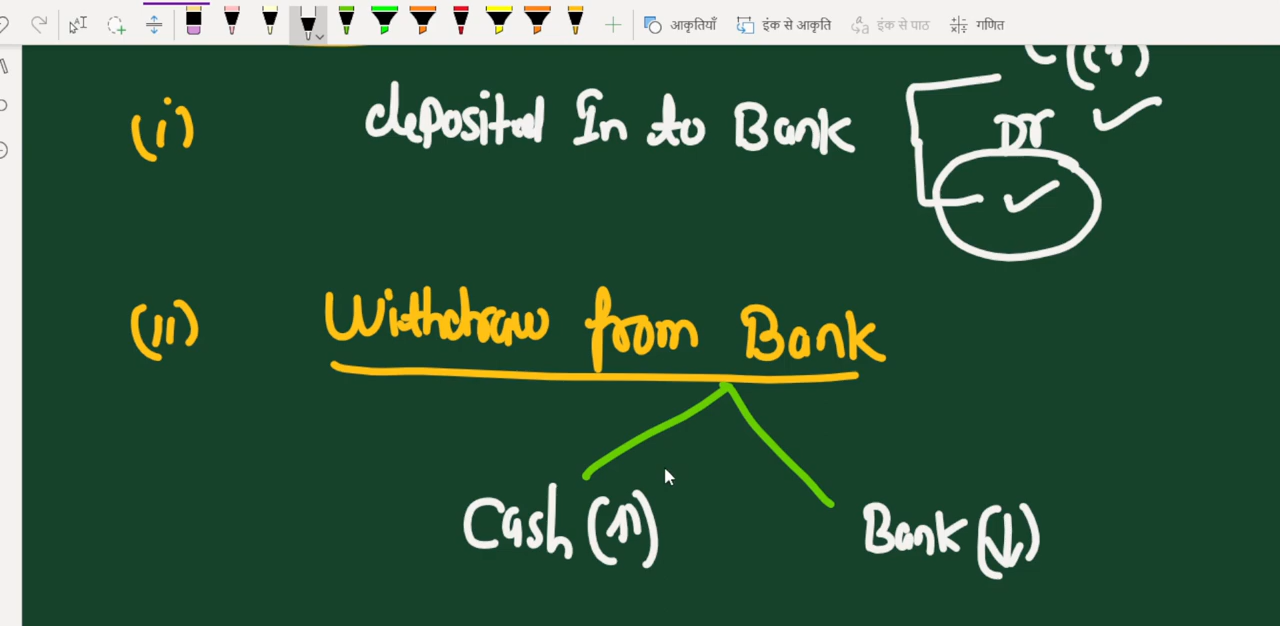 आकृतियाँ इंक से आकृति इंक से पाठ गणित
(i) deposited In to Bank Dr
(ii) Withdraw from Bank
Cash (↑) Bank (↓)